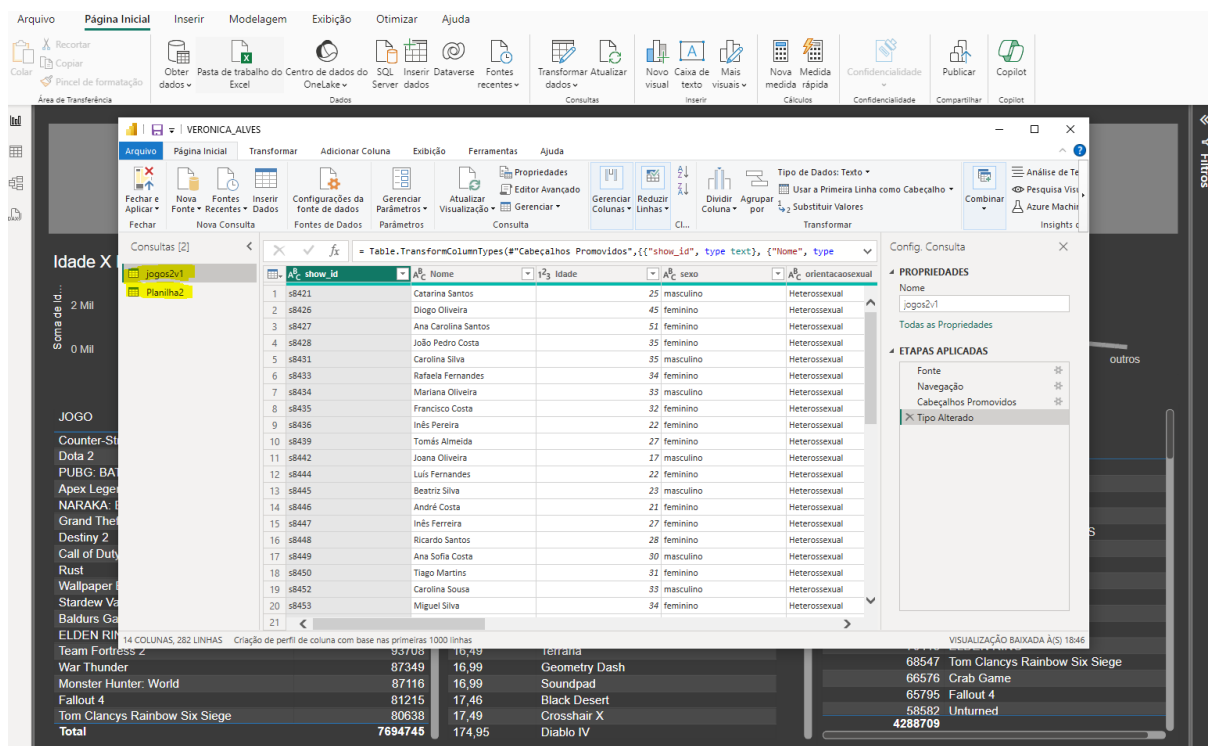 Arquivo Página Inicial Inserir Modelagem Exibição Otimizar Ajuda
Colar
Recortar
Copiar
Pincel de formatação
Área de Transferência
Obter dados
Pasta de trabalho do Excel
Centro de dados do OneLake
SQL Server
Inserir dados
Dataverse
Fontes recentes
Dados
Transformar dados
Atualizar
Consultas
Novo visual
Caixa de texto
Mais visuais
Inserir
Nova medida
Medida rápida
Cálculos
Confidencialidade
Confidencialidade
Publicar
Compartilhar
Copilot
Copilot
Filtros
VERONICA_ALVES
Arquivo Página Inicial Transformar Adicionar Coluna Exibição Ferramentas Ajuda
Fechar e Aplicar
Fechar
Nova Fonte
Fontes Recentes
Inserir Dados
Nova Consulta
Configurações da fonte de dados
Fontes de Dados
Gerenciar Parâmetros
Parâmetros
Atualizar Visualização
Propriedades
Editor Avançado
Gerenciar
Consulta
Gerenciar Colunas
Reduzir Linhas
Cl...
Dividir Coluna
Agrupar por
Tipo de Dados: Texto
Usar a Primeira Linha como Cabeçalho
Substituir Valores
Transformar
Combinar
Análise de Te
Pesquisa Visu
Azure Machir
Insights c
Consultas [2]
jogos2v1
Planilha2
fx = Table.TransformColumnTypes(#"Cabeçalhos Promovidos",{{"show_id", type text}, {"Nome", type
show_id Nome Idade sexo orientacaosexual
1 s8421 Catarina Santos 25 masculino Heterossexual
2 s8426 Diogo Oliveira 45 feminino Heterossexual
3 s8427 Ana Carolina Santos 51 feminino Heterossexual
4 s8428 João Pedro Costa 35 feminino Heterossexual
5 s8431 Carolina Silva 35 masculino Heterossexual
6 s8433 Rafaela Fernandes 34 feminino Heterossexual
7 s8434 Mariana Oliveira 33 masculino Heterossexual
8 s8435 Francisco Costa 32 feminino Heterossexual
9 s8436 Inês Pereira 22 feminino Heterossexual
10 s8439 Tomás Almeida 27 feminino Heterossexual
11 s8442 Joana Oliveira 17 masculino Heterossexual
12 s8444 Luís Fernandes 22 feminino Heterossexual
13 s8445 Beatriz Silva 23 masculino Heterossexual
14 s8446 André Costa 21 feminino Heterossexual
15 s8447 Inês Ferreira 27 feminino Heterossexual
16 s8448 Ricardo Santos 28 feminino Heterossexual
17 s8449 Ana Sofia Costa 30 masculino Heterossexual
18 s8450 Tiago Martins 31 feminino Heterossexual
19 s8452 Carolina Sousa 33 masculino Heterossexual
20 s8453 Miguel Silva 34 feminino Heterossexual
21
Config. Consulta
PROPRIEDADES
Nome
jogos2v1
Todas as Propriedades
ETAPAS APLICADAS
Fonte
Navegação
Cabeçalhos Promovidos
Tipo Alterado
14 COLUNAS, 282 LINHAS Criação de perfil de coluna com base nas primeiras 1000 linhas
VISUALIZAÇÃO BAIXADA À(S) 18:46
Idade X
Soma de Id...
2 Mil
0 Mil
outros
JOGO
Counter-St
Dota 2
PUBG: BAT
Apex Lege
NARAKA:
Grand Thef
Destiny 2
Call of Duty
Rust
Wallpaper
Stardew Va
Baldurs Ga
ELDEN RIN
Team Fortress 2 93708
War Thunder 87349
Monster Hunter: World 87116
Fallout 4 81215
Tom Clancys Rainbow Six Siege 80638
Total 7694745
16,49 Terraria
16,99 Geometry Dash
16,99 Soundpad
17,46 Black Desert
17,49 Crosshair X
174,95 Diablo IV
ELDEN RING
68547 Tom Clancys Rainbow Six Siege
66576 Crab Game
65795 Fallout 4
58582 Unturned
4288709